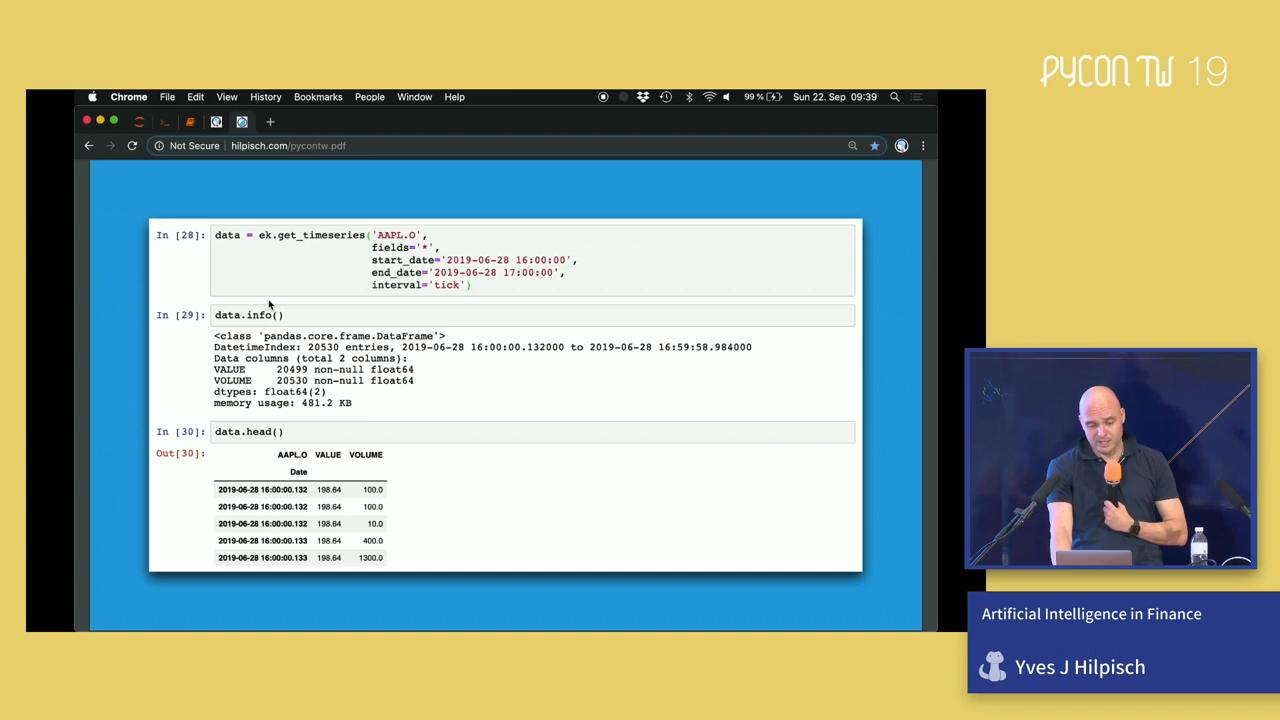 PYCON TW 19
Chrome File Edit View History Bookmarks People Window Help 99 % Sun 22. Sep 09:39
Not Secure hilpisch.com/pycontw.pdf
In [28]: data = ek.get_timeseries('AAPL.O',
fields='*',
start_date='2019-06-28 16:00:00',
end_date='2019-06-28 17:00:00',
interval='tick')
In [29]: data.info()
<class 'pandas.core.frame.DataFrame'>
DatetimeIndex: 20530 entries, 2019-06-28 16:00:00.132000 to 2019-06-28 16:59:58.984000
Data columns (total 2 columns):
VALUE 20499 non-null float64
VOLUME 20530 non-null float64
dtypes: float64(2)
memory usage: 481.2 KB
In [30]: data.head()
Out[30]:
AAPL.O VALUE VOLUME
Date
2019-06-28 16:00:00.132 198.64 100.0
2019-06-28 16:00:00.132 198.64 100.0
2019-06-28 16:00:00.132 198.64 10.0
2019-06-28 16:00:00.133 198.64 400.0
2019-06-28 16:00:00.133 198.64 1300.0
Artificial Intelligence in Finance
Yves J Hilpisch